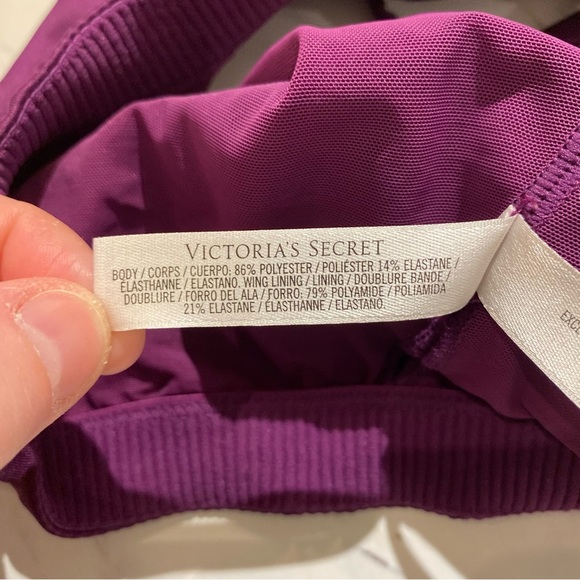 VICTORIA'S SECRET
BODY / CORPS / CUERPO: 86% POLYESTER / POLIÉSTER 14% ELASTANE /
ÉLASTHANNE / ELASTANO. WING LINING / LINING / DOUBLURE BANDE /
DOUBLURE / FORRO DEL ALA / FORRO: 79% POLYAMIDE / POLIAMIDA
21% ELASTANE / ÉLASTHANNE / ELASTANO.